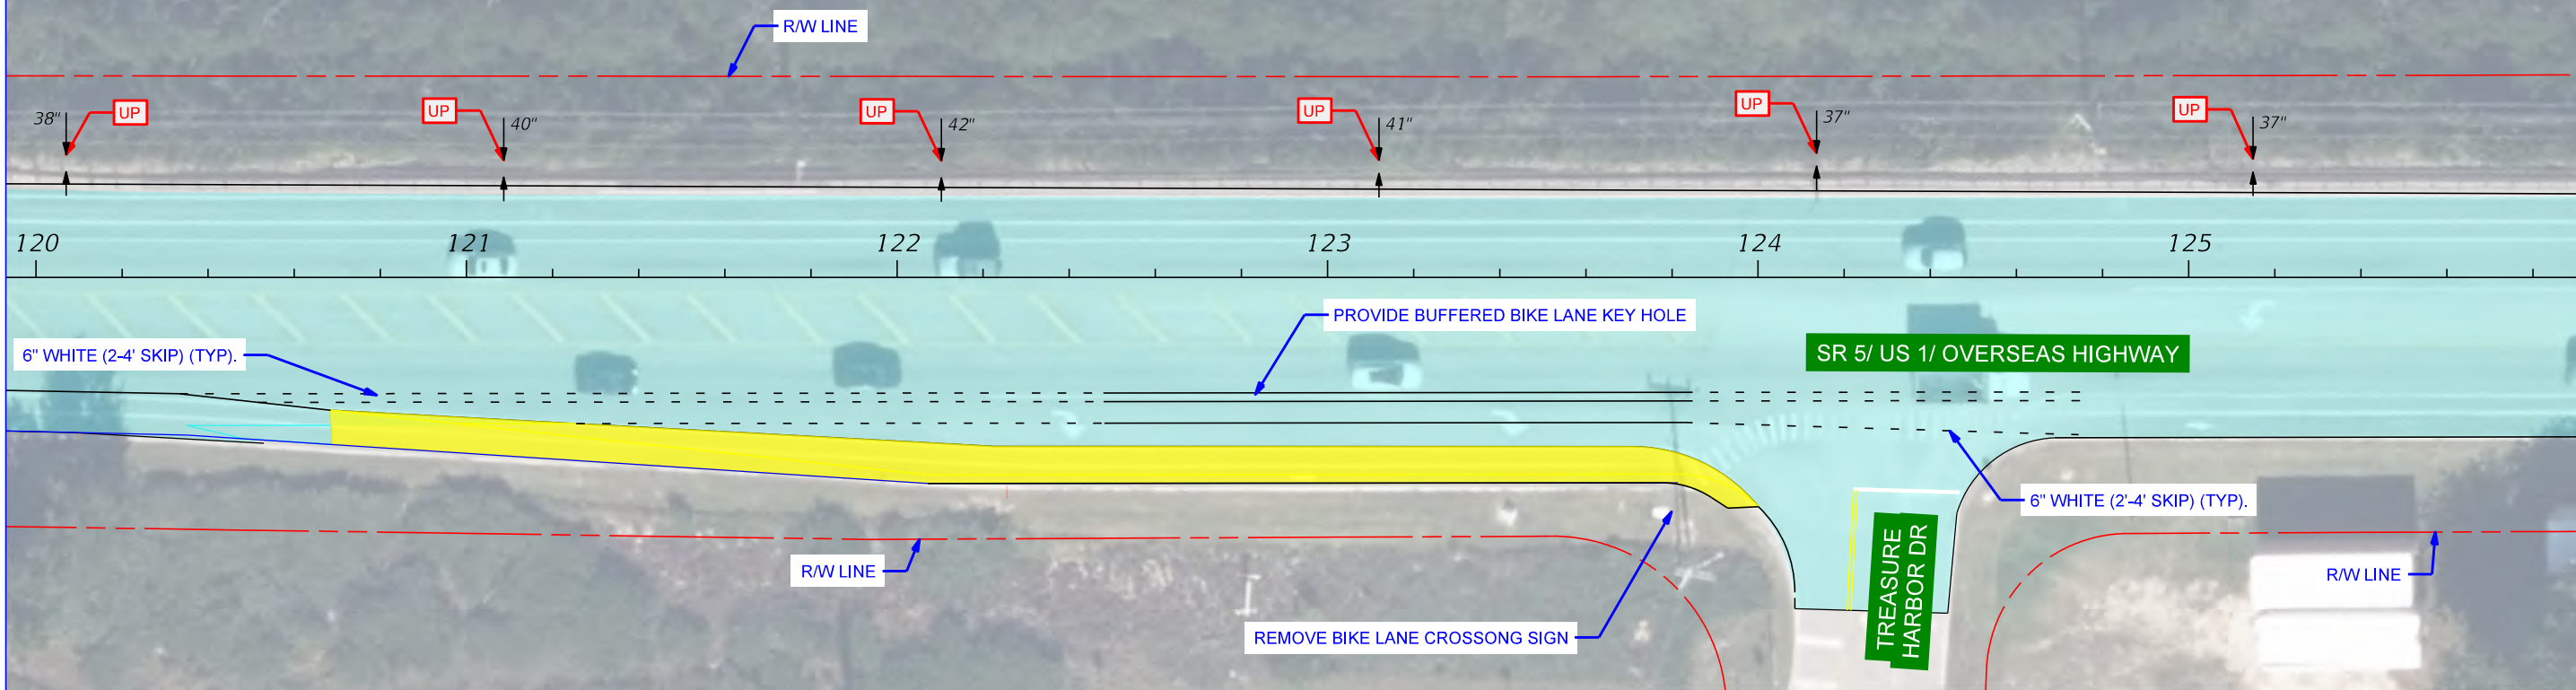 R/W LINE
38"
UP
UP
40"
UP
42"
UP
41"
UP
37"
UP
37"
120
121
122
123
124
125
PROVIDE BUFFERED BIKE LANE KEY HOLE
6" WHITE (2-4' SKIP) (TYP).
SR 5/ US 1/ OVERSEAS HIGHWAY
6" WHITE (2'-4' SKIP) (TYP).
TREASURE
HARBOR DR
R/W LINE
R/W LINE
REMOVE BIKE LANE CROSSONG SIGN